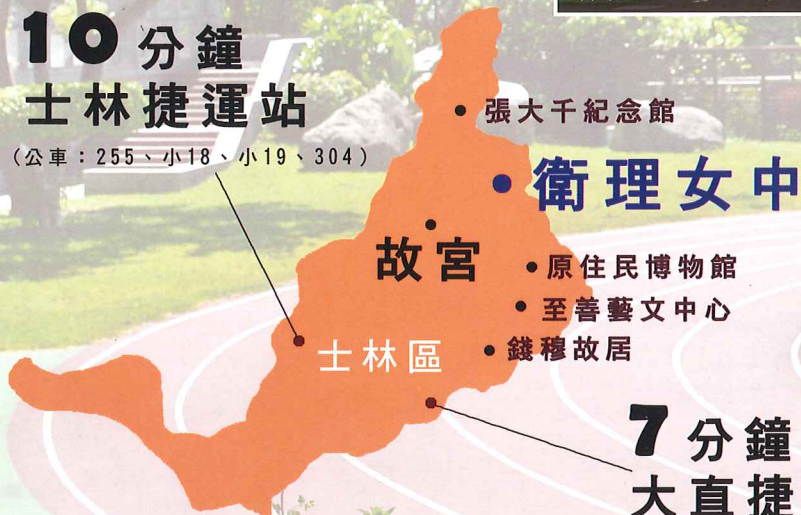 10分鐘
士林捷運站
(公車：255、小18、小19、304)
張大千紀念館
衛理女中
故宮
原住民博物館
至善藝文中心
士林區
錢穆故居
7分鐘
大直捷